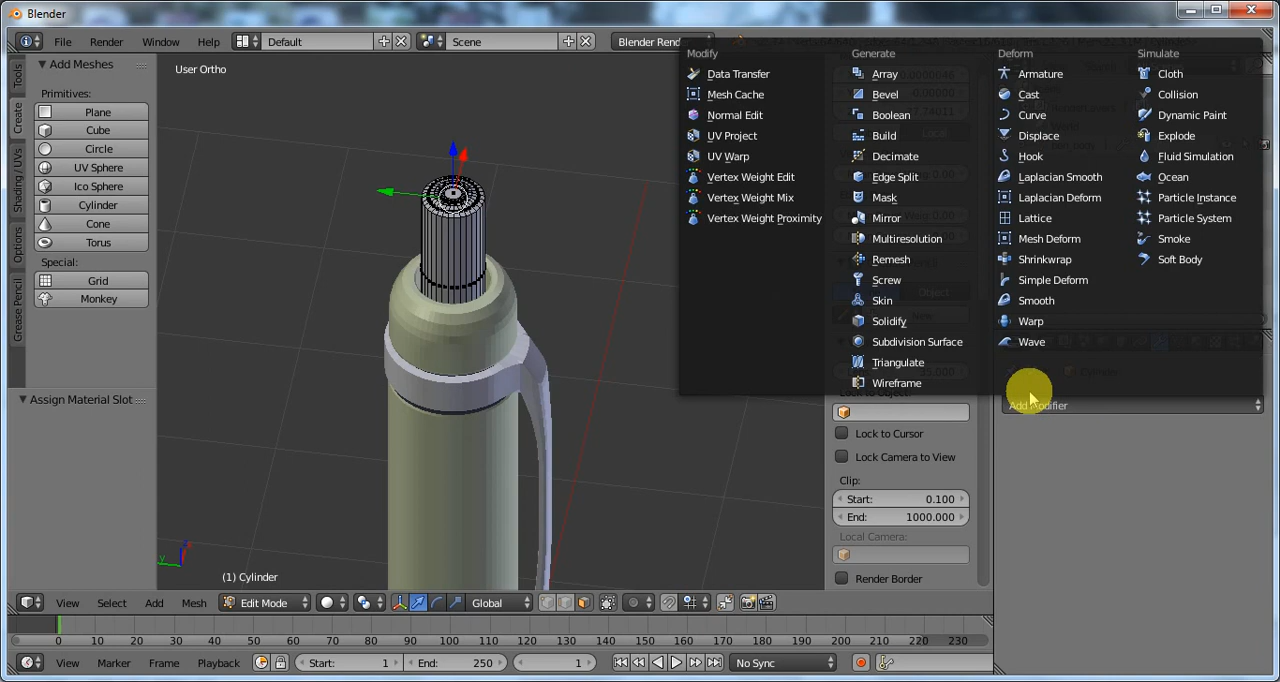 Blender
File Render Window Help Default Scene Blender Rend
Tools
Create
Shading / UVs
Options
Grease Pencil
Add Meshes
Primitives:
Plane
Cube
Circle
UV Sphere
Ico Sphere
Cylinder
Cone
Torus
Special:
Grid
Monkey
Assign Material Slot
User Ortho
(1) Cylinder
Modify
Data Transfer
Mesh Cache
Normal Edit
UV Project
UV Warp
Vertex Weight Edit
Vertex Weight Mix
Vertex Weight Proximity
Generate
Array
Bevel
Boolean
Build
Decimate
Edge Split
Mask
Mirror
Multiresolution
Remesh
Screw
Skin
Solidify
Subdivision Surface
Triangulate
Wireframe
Deform
Armature
Cast
Curve
Displace
Hook
Laplacian Smooth
Laplacian Deform
Lattice
Mesh Deform
Shrinkwrap
Simple Deform
Smooth
Warp
Wave
Simulate
Cloth
Collision
Dynamic Paint
Explode
Fluid Simulation
Ocean
Particle Instance
Particle System
Smoke
Soft Body
Add Modifier
Lock to Cursor
Lock Camera to View
Clip:
Start: 0.100
End: 1000.000
Local Camera:
Render Border
View Select Add Mesh Edit Mode Global
0 10 20 30 40 50 60 70 80 90 100 110 120 130 140 150 160 170 180 190 200 210 220 230
View Marker Frame Playback Start: 1 End: 250 1 No Sync